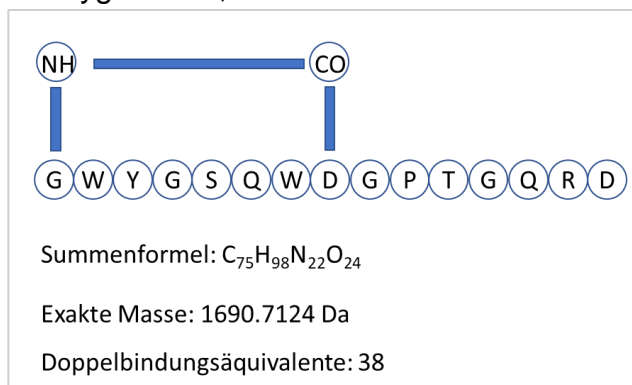 NH CO
G W Y G S Q W D G P T G Q R D
Summenformel: C₇₅H₉₈N₂₂O₂₄
Exakte Masse: 1690.7124 Da
Doppelbindungsäquivalente: 38